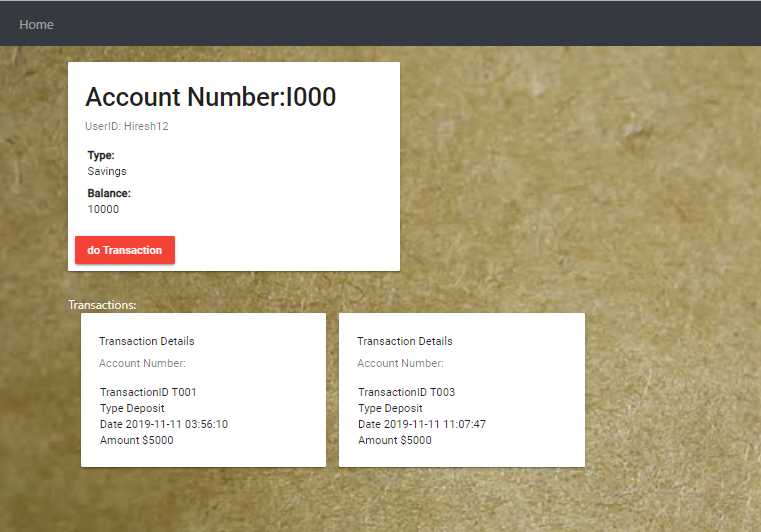 Home
Account Number:I000
UserID: Hiresh12
Type:
Savings
Balance:
10000
do Transaction
Transactions:
Transaction Details
Account Number:
TransactionID T001
Type Deposit
Date 2019-11-11 03:56:10
Amount $5000
Transaction Details
Account Number:
TransactionID T003
Type Deposit
Date 2019-11-11 11:07:47
Amount $5000